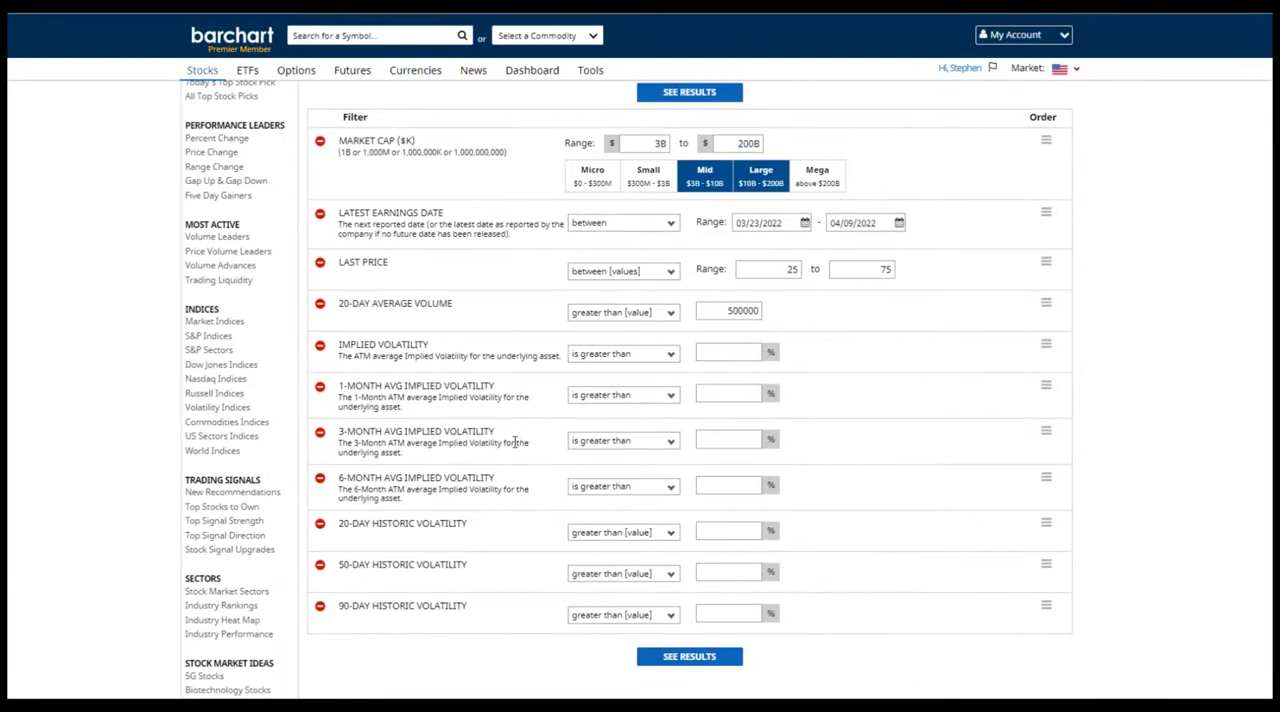 barchart
Premier Member
Search for a Symbol...
or
Select a Commodity
My Account
Stocks ETFs Options Futures Currencies News Dashboard Tools
Hi, Stephen
Market:
Today's Top Stock Pick
All Top Stock Picks
PERFORMANCE LEADERS
Percent Change
Price Change
Range Change
Gap Up & Gap Down
Five Day Gainers
MOST ACTIVE
Volume Leaders
Price Volume Leaders
Volume Advances
Trading Liquidity
INDICES
Market Indices
S&P Indices
S&P Sectors
Dow Jones Indices
Nasdaq Indices
Russell Indices
Volatility Indices
Commodities Indices
US Sectors Indices
World Indices
TRADING SIGNALS
New Recommendations
Top Stocks to Own
Top Signal Strength
Top Signal Direction
Stock Signal Upgrades
SECTORS
Stock Market Sectors
Industry Rankings
Industry Heat Map
Industry Performance
STOCK MARKET IDEAS
5G Stocks
Biotechnology Stocks
SEE RESULTS
Filter Order
MARKET CAP ($K)
(1B or 1,000M or 1,000,000K or 1,000,000,000)
Range: $ 3B to $ 200B
Micro Small Mid Large Mega
$0 - $300M $300M - $3B $3B - $10B $10B - $200B above $200B
LATEST EARNINGS DATE
The next reported date (or the latest date as reported by the
company if no future date has been released).
between Range: 03/23/2022 - 04/09/2022
LAST PRICE
between [values] Range: 25 to 75
20-DAY AVERAGE VOLUME
greater than [value] 500000
IMPLIED VOLATILITY
The ATM average Implied Volatility for the underlying asset.
is greater than %
1-MONTH AVG IMPLIED VOLATILITY
The 1-Month ATM average Implied Volatility for the
underlying asset.
is greater than %
3-MONTH AVG IMPLIED VOLATILITY
The 3-Month ATM average Implied Volatility for the
underlying asset.
is greater than %
6-MONTH AVG IMPLIED VOLATILITY
The 6-Month ATM average Implied Volatility for the
underlying asset.
is greater than %
20-DAY HISTORIC VOLATILITY
greater than [value] %
50-DAY HISTORIC VOLATILITY
greater than [value] %
90-DAY HISTORIC VOLATILITY
greater than [value] %
SEE RESULTS